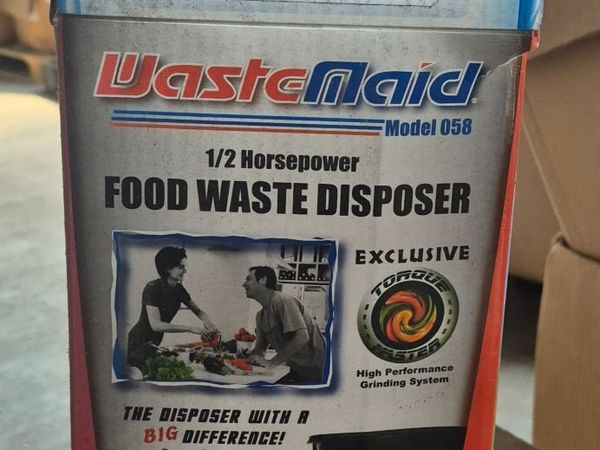 WasteMaid®
Model 058
1/2 Horsepower
FOOD WASTE DISPOSER
EXCLUSIVE
TORQUE
MASTER
High Performance
Grinding System
THE DISPOSER WITH A
BIG DIFFERENCE!